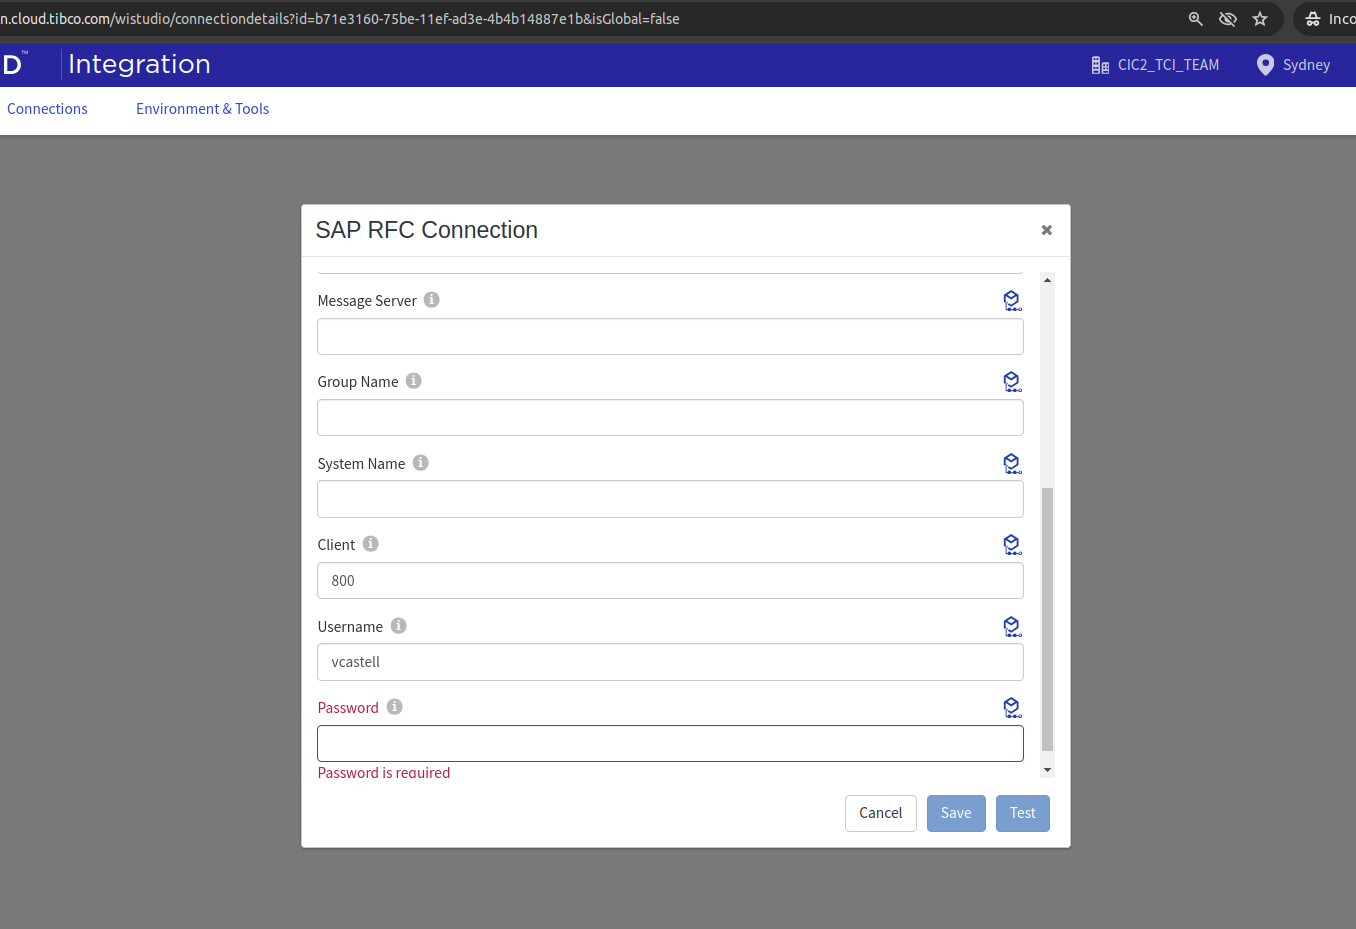 n.cloud.tibco.com/wistudio/connectiondetails?id=b71e3160-75be-11ef-ad3e-4b4b14887e1b&isGlobal=false
Inco
D™ Integration
CIC2_TCI_TEAM
Sydney
Connections
Environment & Tools
SAP RFC Connection
Message Server
Group Name
System Name
Client
800
Username
vcastell
Password
Password is required
Cancel
Save
Test